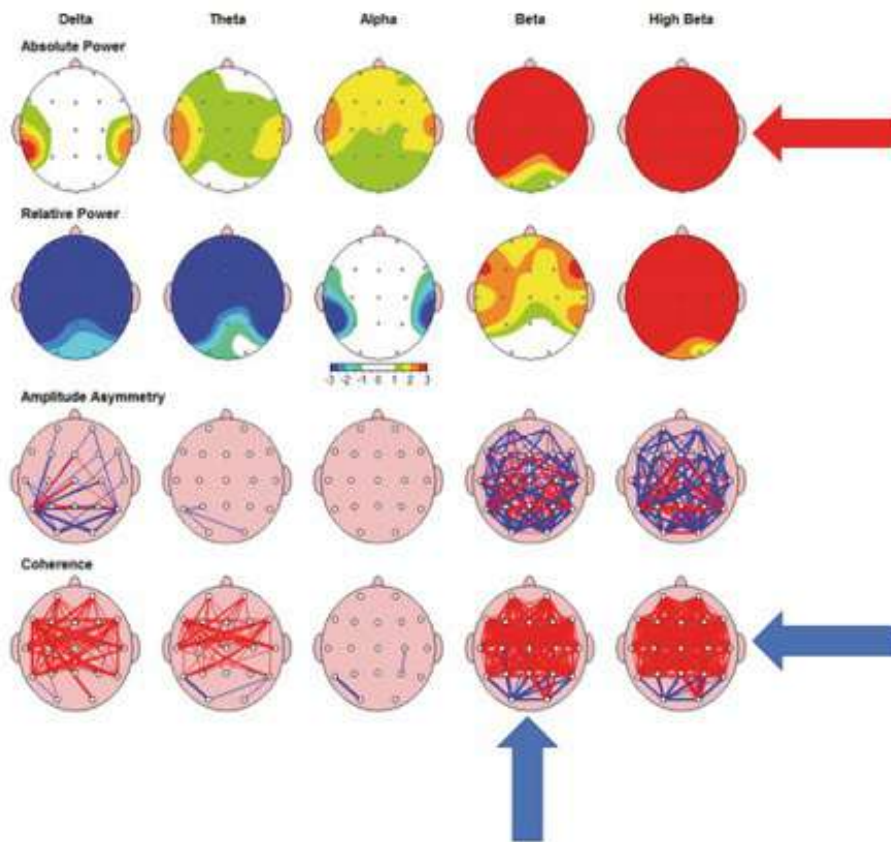 Delta Theta Alpha Beta High Beta
Absolute Power
Relative Power
-3 -2 -1 0 1 2 3
Amplitude Asymmetry
Coherence